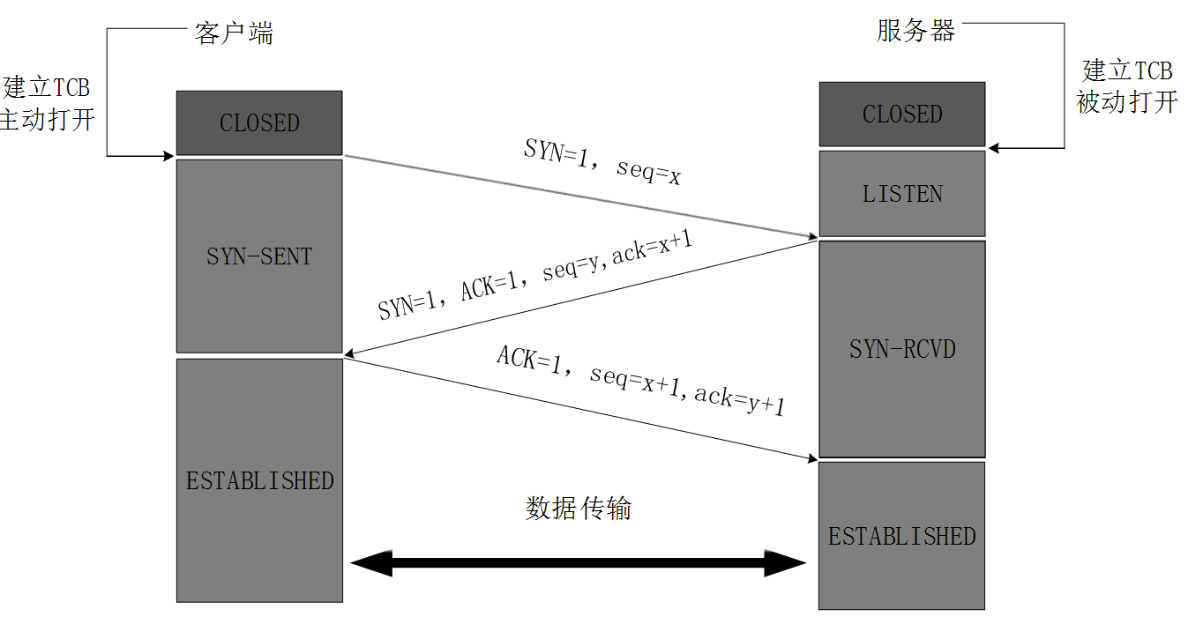 客户端
服务器
建立TCB
主动打开
建立TCB
被动打开
CLOSED
CLOSED
SYN=1, seq=x
LISTEN
SYN-SENT
SYN=1, ACK=1, seq=y,ack=x+1
SYN-RCVD
ACK=1, seq=x+1,ack=y+1
ESTABLISHED
数据传输
ESTABLISHED